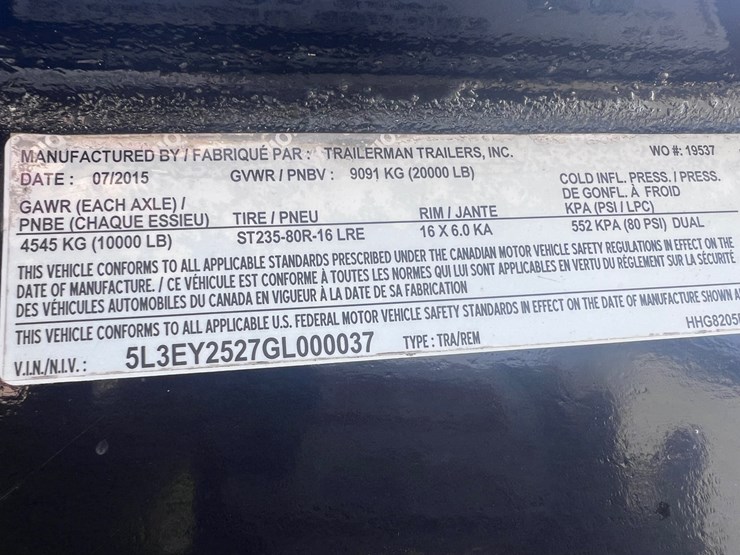 MANUFACTURED BY / FABRIQUÉ PAR : TRAILERMAN TRAILERS, INC. WO #: 19537
DATE : 07/2015 GVWR / PNBV : 9091 KG (20000 LB)
COLD INFL. PRESS. / PRESS.
DE GONFL. À FROID
GAWR (EACH AXLE) /
PNBE (CHAQUE ESSIEU) TIRE / PNEU RIM / JANTE KPA (PSI / LPC)
4545 KG (10000 LB) ST235-80R-16 LRE 16 X 6.0 KA 552 KPA (80 PSI) DUAL
THIS VEHICLE CONFORMS TO ALL APPLICABLE STANDARDS PRESCRIBED UNDER THE CANADIAN MOTOR VEHICLE SAFETY REGULATIONS IN EFFECT ON THE
DATE OF MANUFACTURE. / CE VÉHICULE EST CONFORME À TOUTES LES NORMES QUI LUI SONT APPLICABLES EN VERTU DU RÈGLEMENT SUR LA SÉCURITÉ
DES VÉHICULES AUTOMOBILES DU CANADA EN VIGUEUR À LA DATE DE SA FABRICATION
THIS VEHICLE CONFORMS TO ALL APPLICABLE U.S. FEDERAL MOTOR VEHICLE SAFETY STANDARDS IN EFFECT ON THE DATE OF MANUFACTURE SHOWN
V.I.N./N.I.V.: 5L3EY2527GL000037 TYPE : TRA/REM HHG8205